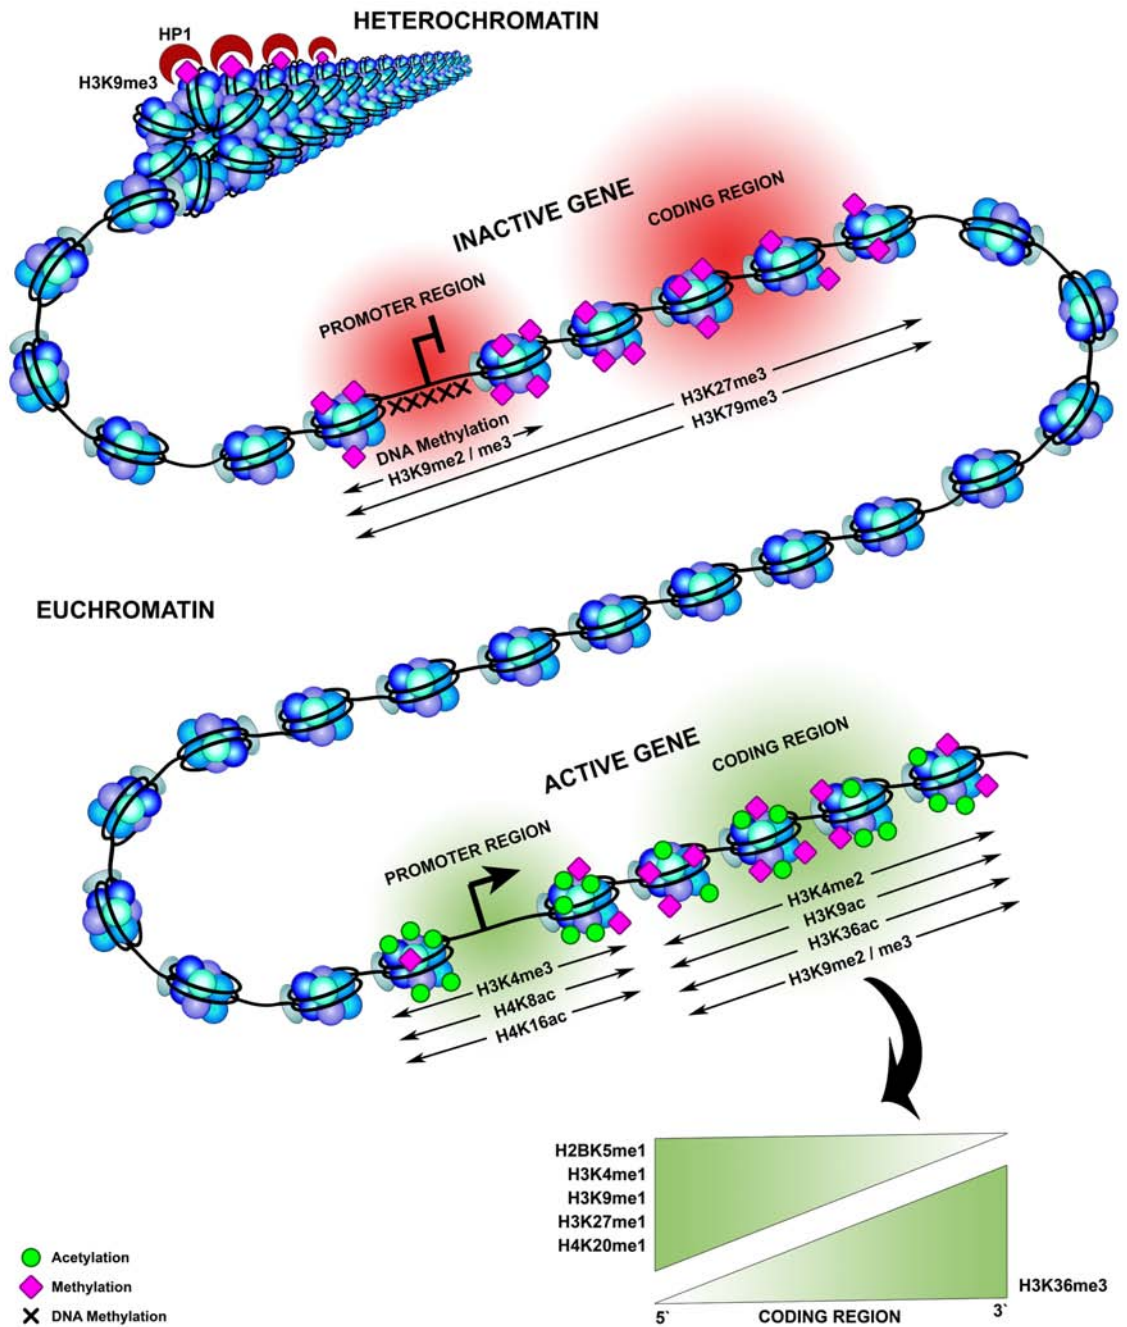 HETEROCHROMATIN
HP1
H3K9me3
INACTIVE GENE
CODING REGION
PROMOTER REGION
DNA Methylation
H3K9me2 / me3
H3K27me3
H3K79me3
EUCHROMATIN
ACTIVE GENE
CODING REGION
PROMOTER REGION
H3K4me3
H4K8ac
H4K16ac
H3K4me2
H3K9ac
H3K36ac
H3K9me2 / me3
H2BK5me1
H3K4me1
H3K9me1
H3K27me1
H4K20me1
H3K36me3
5`
CODING REGION
3`
Acetylation
Methylation
DNA Methylation